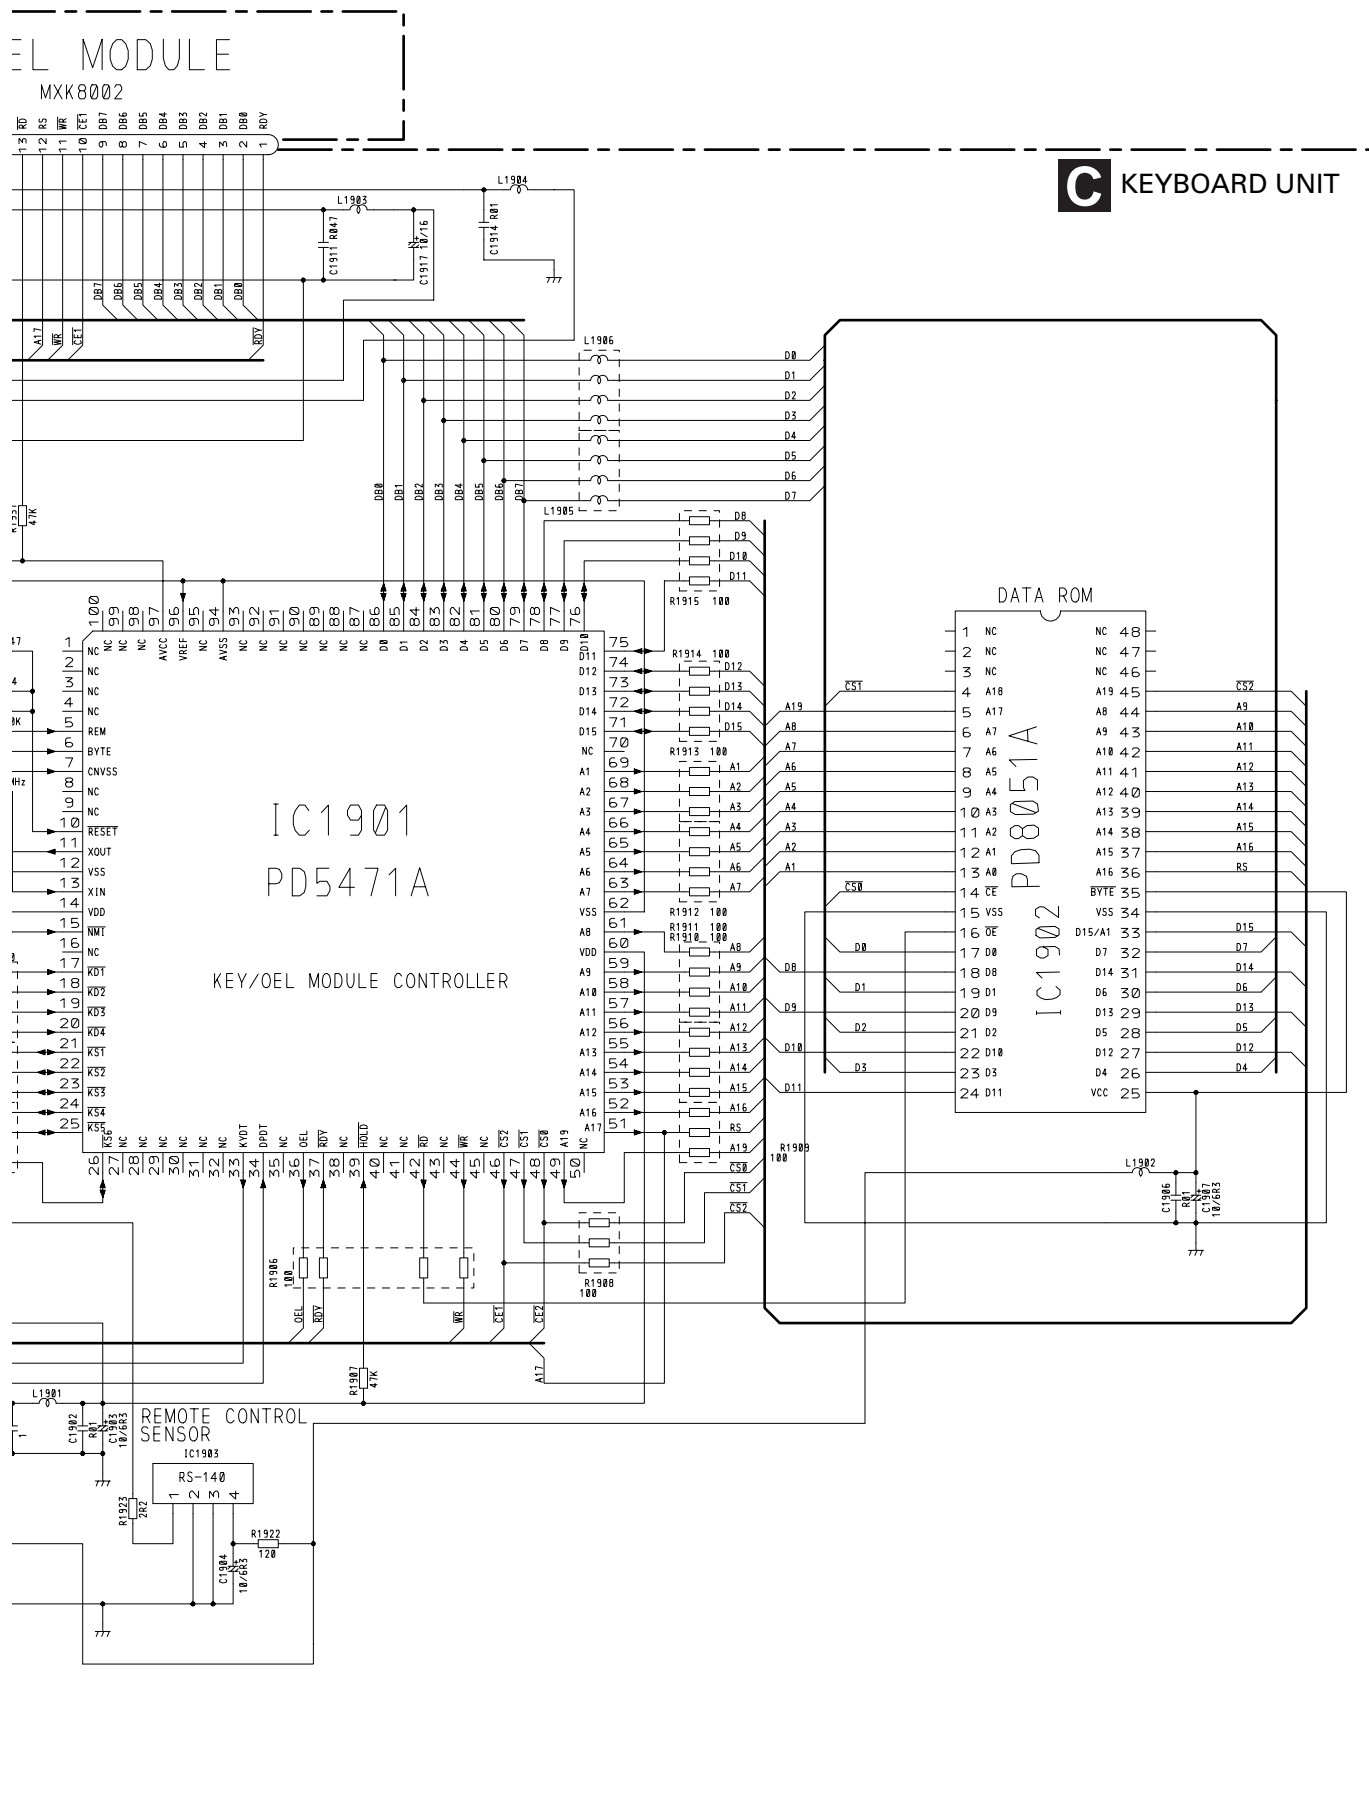 EL MODULE
MXK8002
RD RS WR CE1 DB7 DB6 DB5 DB4 DB3 DB2 DB1 DB0 RDY
13 12 11 10 9 8 7 6 5 4 3 2 1
C KEYBOARD UNIT
L1904
L1903
C1911 R047
C1917 10/16
C1914 R01
DB7 DB6 DB5 DB4 DB3 DB2 DB1 DB0
A17 WR CE1 RDY
L1906
D0
D1
D2
D3
D4
D5
D6
D7
DB0 DB1 DB2 DB3 DB4 DB5 DB6 DB7
L1905
47K
D8
D9
D10
D11
R1915 100
100 99 98 97 96 95 94 93 92 91 90 89 88 87 86 85 84 83 82 81 80 79 78 77 76
NC NC NC AVCC VREF NC AVSS NC NC NC NC NC NC NC D0 D1 D2 D3 D4 D5 D6 D7 D8 D9 D10
1 NC
2 NC
3 NC
4 NC
5 REM
6 BYTE
7 CNVSS
8 NC
9 NC
10 RESET
11 XOUT
12 VSS
13 XIN
14 VDD
15 NMI
16 NC
17 KD1
18 KD2
19 KD3
20 KD4
21 KS1
22 KS2
23 KS3
24 KS4
25 KS5
IC1901
PD5471A
KEY/OEL MODULE CONTROLLER
D11 75
D12 74
D13 73
D14 72
D15 71
NC 70
A1 69
A2 68
A3 67
A4 66
A5 65
A6 64
A7 63
VSS 62
A8 61
VDD 60
A9 59
A10 58
A11 57
A12 56
A13 55
A14 54
A15 53
A16 52
A17 51
KS6 NC NC NC NC NC NC KYDT DPDT NC OEL RDY NC HOLD NC NC RD NC WR NC CS2 CS1 CS0 A19 NC
26 27 28 29 30 31 32 33 34 35 36 37 38 39 40 41 42 43 44 45 46 47 48 49 50
R1914 100
D12
D13
D14
D15
R1913 100
A1
A2
A3
A4
A5
A6
A7
R1912 100
R1911 100
R1910 100
A8
A9
A10
A11
A12
A13
A14
A15
A16
RS
A19
R1909
100
CS0
CS1
CS2
R1908
100
DATA ROM
IC1902 PD8051A
1 NC
2 NC
3 NC
4 A18
5 A17
6 A7
7 A6
8 A5
9 A4
10 A3
11 A2
12 A1
13 A0
14 CE
15 VSS
16 OE
17 D0
18 D8
19 D1
20 D9
21 D2
22 D10
23 D3
24 D11
NC 48
NC 47
NC 46
A19 45
A8 44
A9 43
A10 42
A11 41
A12 40
A13 39
A14 38
A15 37
A16 36
BYTE 35
VSS 34
D15/A1 33
D7 32
D14 31
D6 30
D13 29
D5 28
D12 27
D4 26
VCC 25
CS1
A19
A8
A7
A6
A5
A4
A3
A2
A1
CS0
D0
D8
D1
D9
D2
D10
D3
D11
CS2
A9
A10
A11
A12
A13
A14
A15
A16
RS
D15
D7
D14
D6
D13
D5
D12
D4
L1902
C1906
R01
C1907
10/6R3
R1906
100
OEL RDY WR CE1 CE2
A17
R1907
47K
L1901
C1902
R01
C1903
10/6R3
REMOTE CONTROL
SENSOR
IC1903
RS-140
1 2 3 4
R1923
2R2
R1922
120
C1904
10/6R3